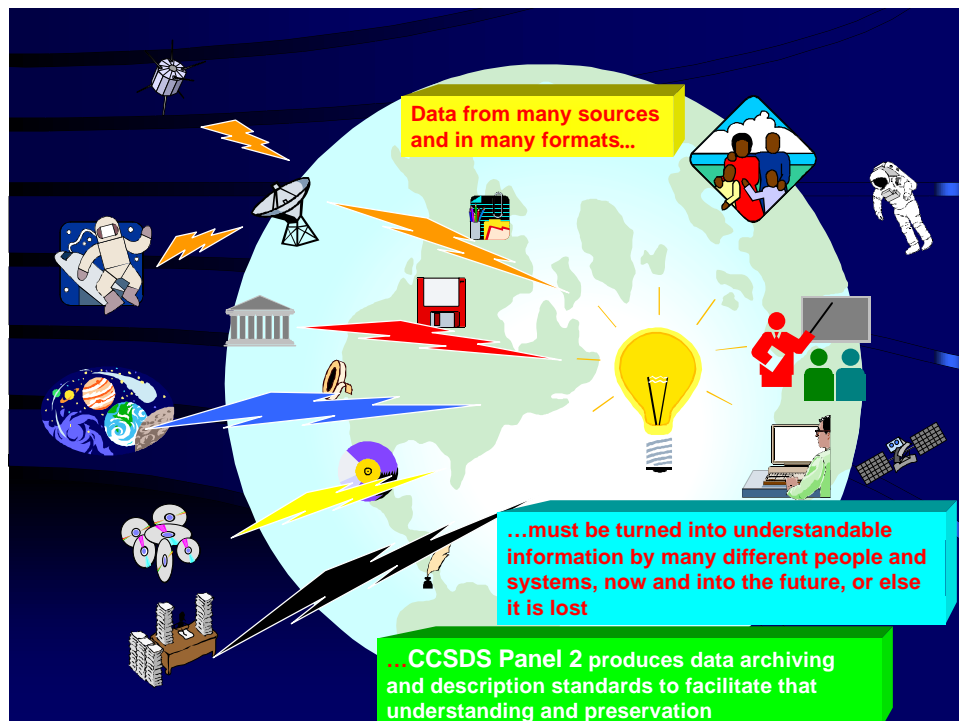 Data from many sources
and in many formats...
…must be turned into understandable
information by many different people and
systems, now and into the future, or else
it is lost
…CCSDS Panel 2 produces data archiving
and description standards to facilitate that
understanding and preservation